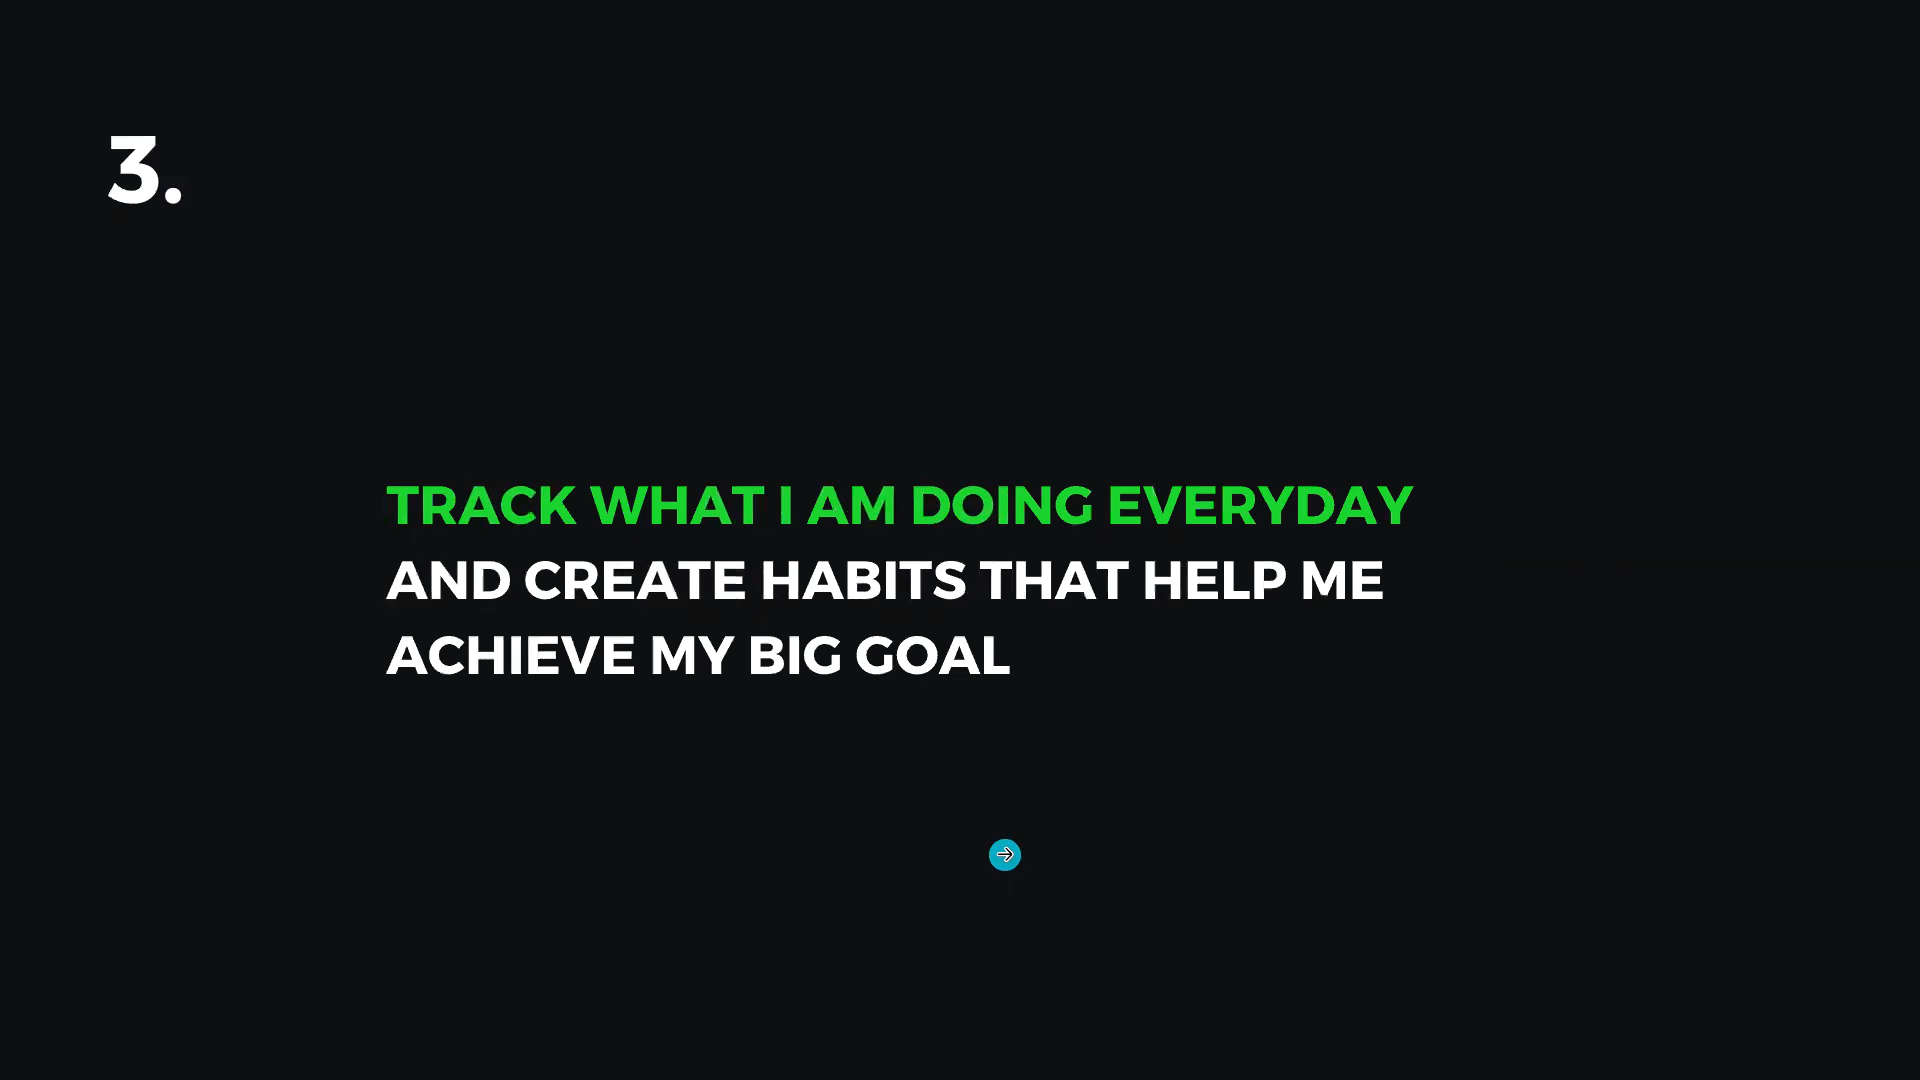 3.
TRACK WHAT I AM DOING EVERYDAY
AND CREATE HABITS THAT HELP ME
ACHIEVE MY BIG GOAL